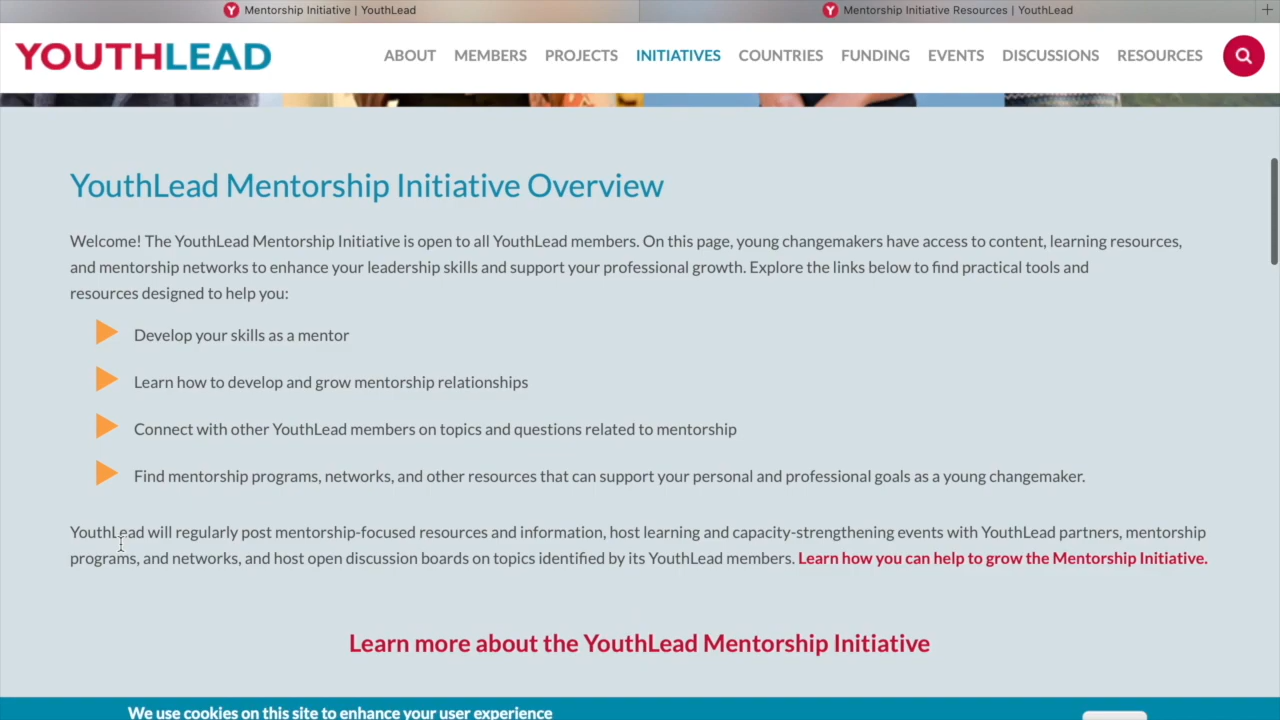 Mentorship Initiative | YouthLead
Mentorship Initiative Resources | YouthLead
YOUTHLEAD
ABOUT MEMBERS PROJECTS INITIATIVES COUNTRIES FUNDING EVENTS DISCUSSIONS RESOURCES
YouthLead Mentorship Initiative Overview
Welcome! The YouthLead Mentorship Initiative is open to all YouthLead members. On this page, young changemakers have access to content, learning resources,
and mentorship networks to enhance your leadership skills and support your professional growth. Explore the links below to find practical tools and
resources designed to help you:
Develop your skills as a mentor
Learn how to develop and grow mentorship relationships
Connect with other YouthLead members on topics and questions related to mentorship
Find mentorship programs, networks, and other resources that can support your personal and professional goals as a young changemaker.
YouthLead will regularly post mentorship-focused resources and information, host learning and capacity-strengthening events with YouthLead partners, mentorship
programs, and networks, and host open discussion boards on topics identified by its YouthLead members. Learn how you can help to grow the Mentorship Initiative.
Learn more about the YouthLead Mentorship Initiative
We use cookies on this site to enhance your user experience